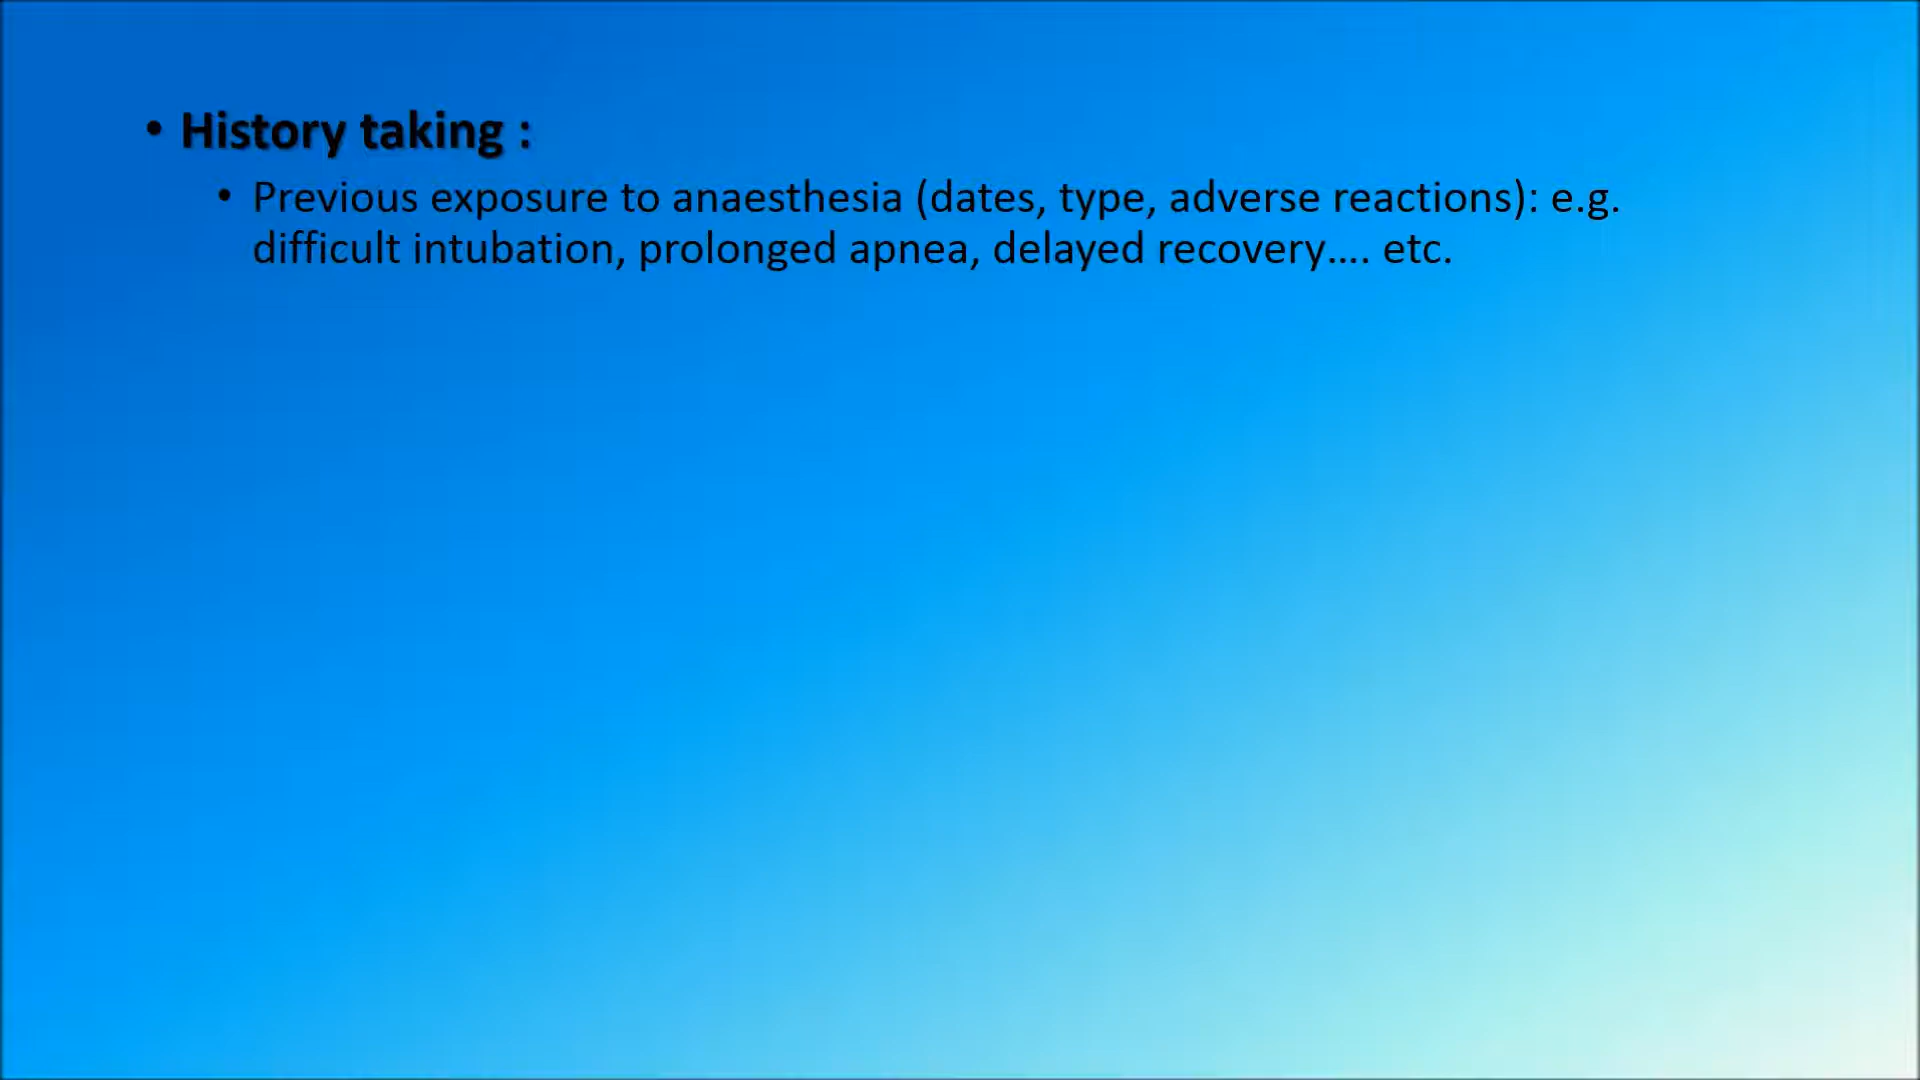 • History taking :
• Previous exposure to anaesthesia (dates, type, adverse reactions): e.g.
difficult intubation, prolonged apnea, delayed recovery.... etc.